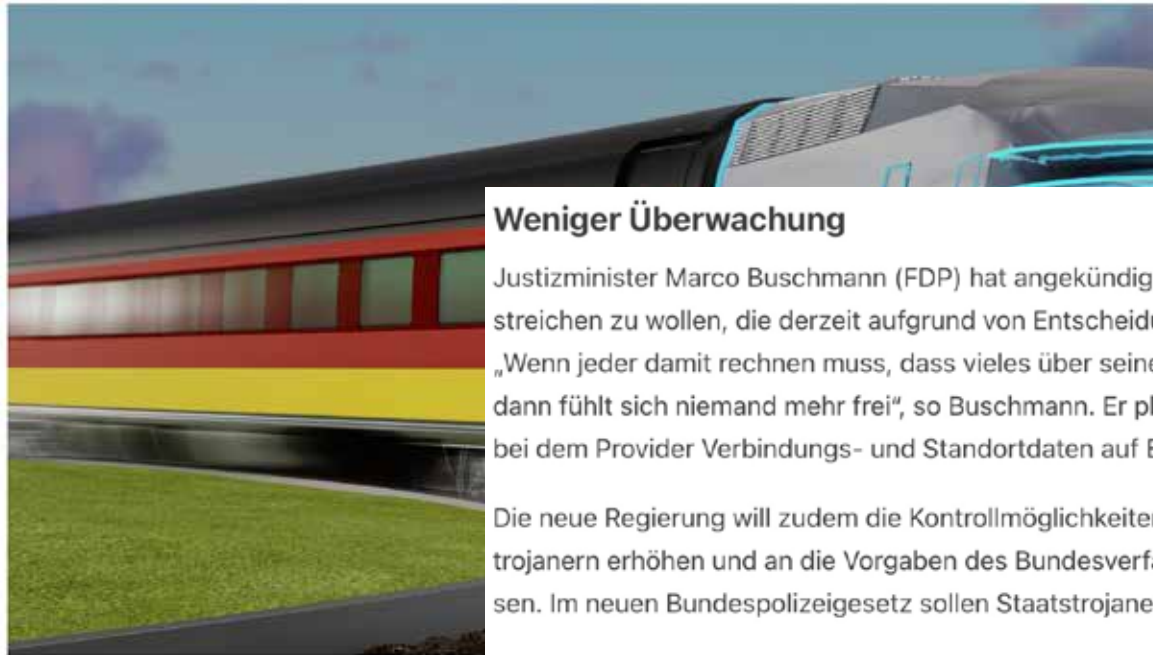 Weniger Überwachung
Justizminister Marco Buschmann (FDP) hat angekündig
streichen zu wollen, die derzeit aufgrund von Entscheid
„Wenn jeder damit rechnen muss, dass vieles über seine
dann fühlt sich niemand mehr frei“, so Buschmann. Er pl
bei dem Provider Verbindungs- und Standortdaten auf
Die neue Regierung will zudem die Kontrollmöglichkeite
trojanern erhöhen und an die Vorgaben des Bundesverf
sen. Im neuen Bundespolizeigesetz sollen Staatstrojane